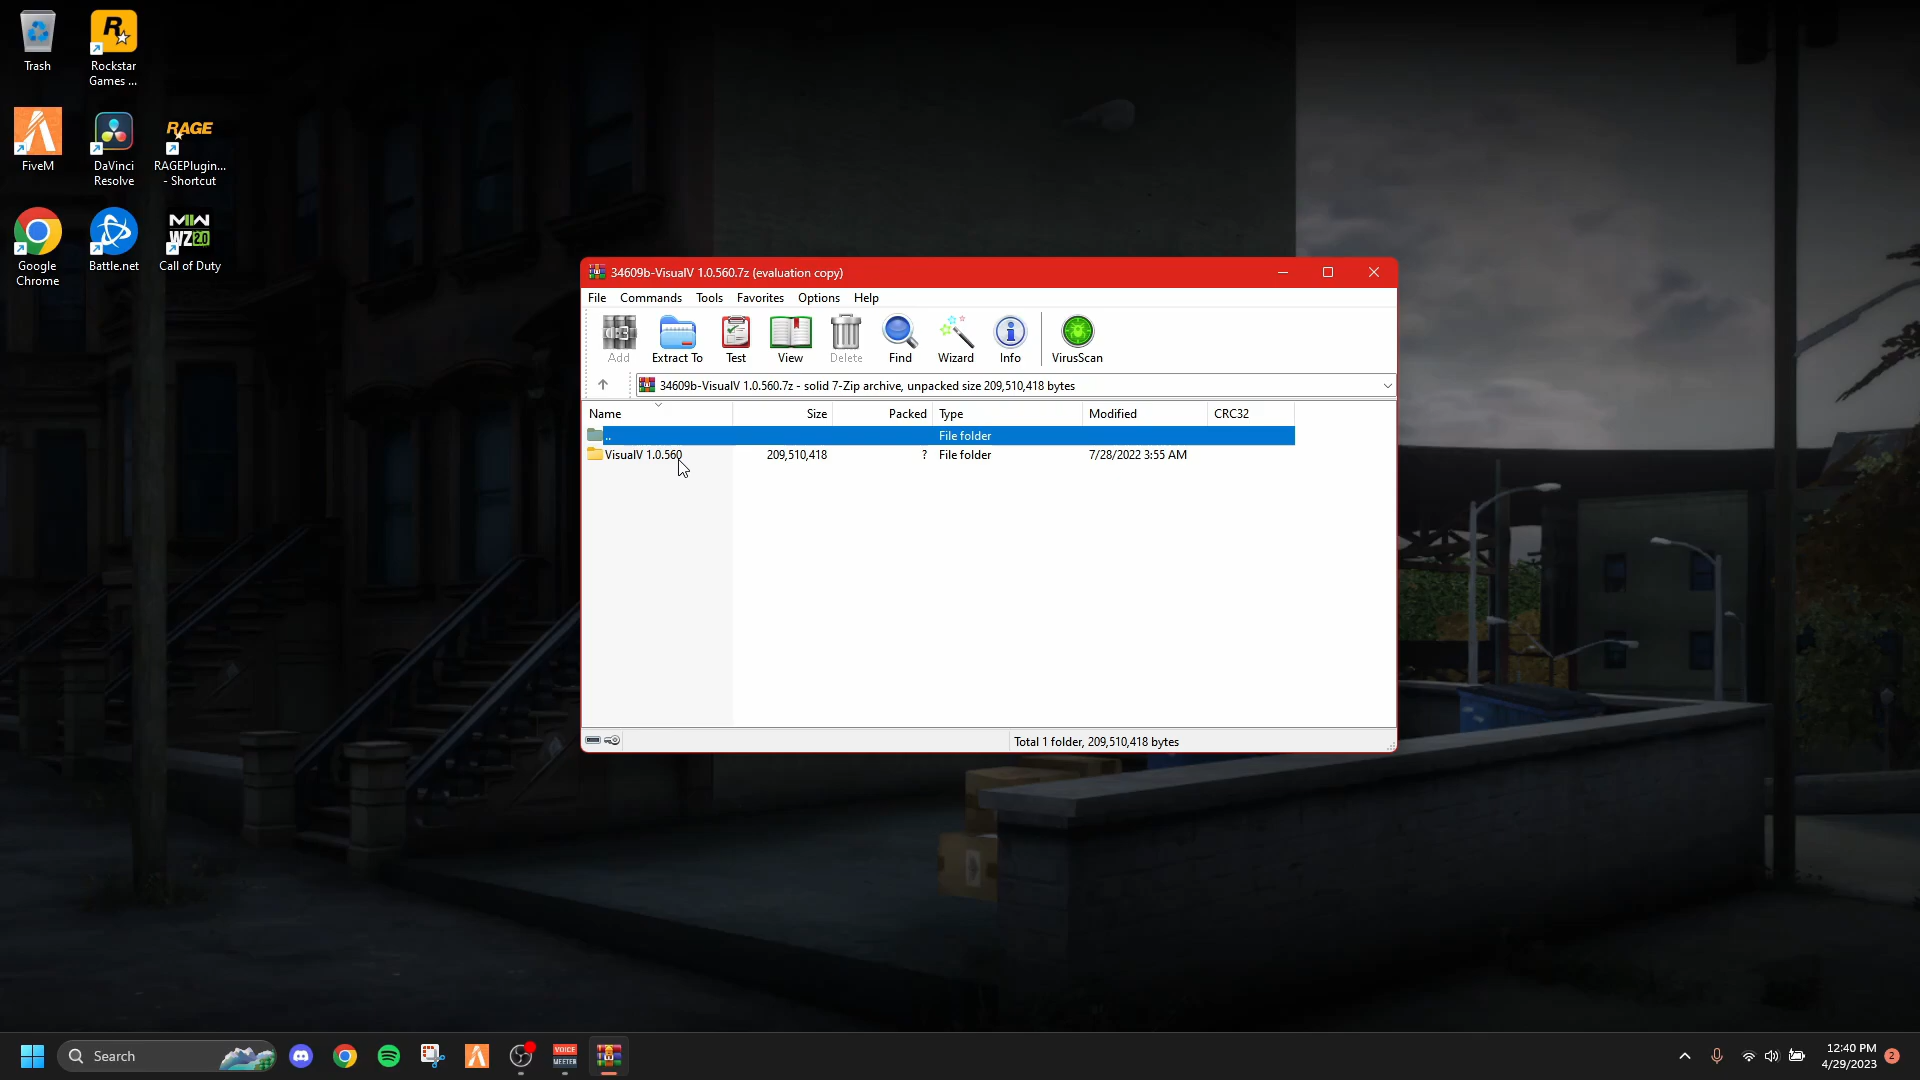 Trash
Rockstar
Games ...
FiveM
DaVinci
Resolve
RAGE
RAGEPlugin...
- Shortcut
Google
Chrome
Battle.net
MW
WZ 2.0
Call of Duty
34609b-VisualV 1.0.560.7z (evaluation copy)
File Commands Tools Favorites Options Help
Add Extract To Test View Delete Find Wizard Info VirusScan
34609b-VisualV 1.0.560.7z - solid 7-Zip archive, unpacked size 209,510,418 bytes
Name Size Packed Type Modified CRC32
.. File folder
VisualV 1.0.560 209,510,418 ? File folder 7/28/2022 3:55 AM
Total 1 folder, 209,510,418 bytes
Search
VOICE
MEETER
12:40 PM
4/29/2023
2